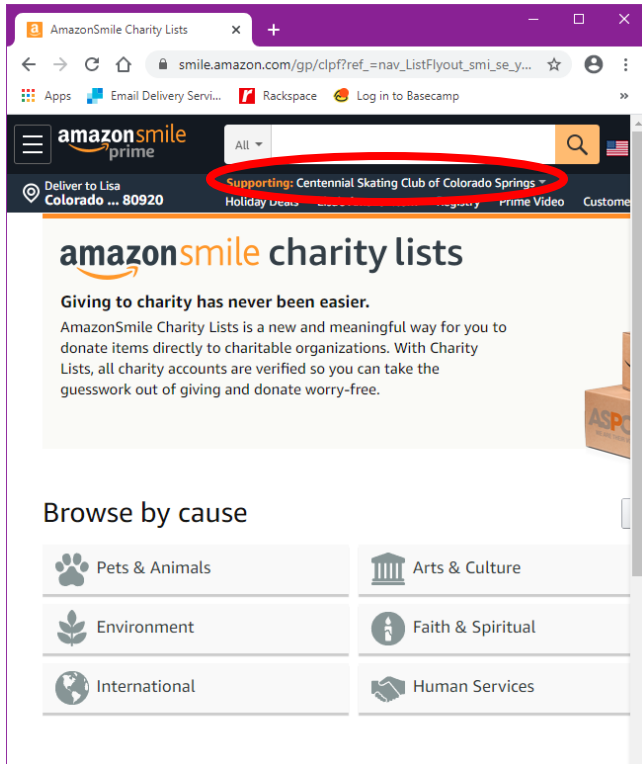 AmazonSmile Charity Lists
smile.amazon.com/gp/clpf?ref_=nav_ListFlyout_smi_se_y...
Apps Email Delivery Servi... Rackspace Log in to Basecamp »
amazonsmile
prime
All
Deliver to Lisa
Colorado ... 80920
Supporting: Centennial Skating Club of Colorado Springs
Holiday Deals Registry Prime Video Custome
amazonsmile charity lists
Giving to charity has never been easier.
AmazonSmile Charity Lists is a new and meaningful way for you to
donate items directly to charitable organizations. With Charity
Lists, all charity accounts are verified so you can take the
guesswork out of giving and donate worry-free.
ASPC
Browse by cause
Pets & Animals
Arts & Culture
Environment
Faith & Spiritual
International
Human Services